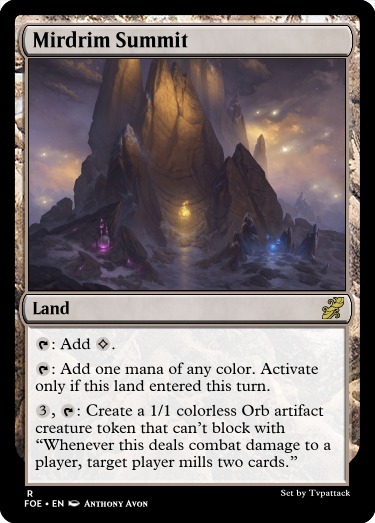 Mirdrim Summit
Land
: Add .
: Add one mana of any color. Activate
only if this land entered this turn.
3, : Create a 1/1 colorless Orb artifact
creature token that can't block with
“Whenever this deals combat damage to a
player, target player mills two cards.”
R
FOE • EN Anthony Avon
Set by Tvpattack